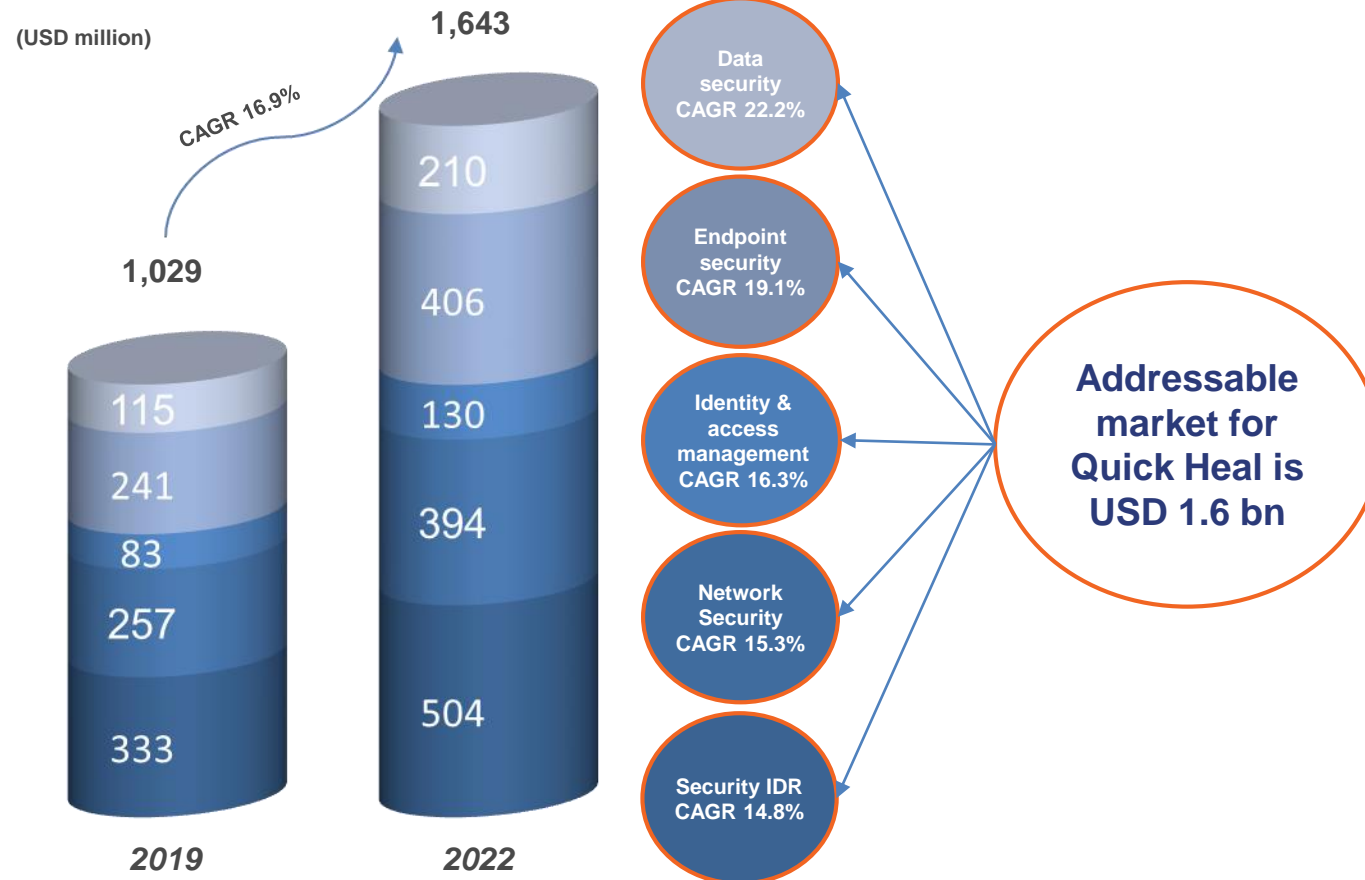 (USD million)
1,643
CAGR 16.9%
1,029
115
241
83
257
333
2019
210
406
130
394
504
2022
Data
security
CAGR 22.2%
Endpoint
security
CAGR 19.1%
Identity &
access
management
CAGR 16.3%
Network
Security
CAGR 15.3%
Security IDR
CAGR 14.8%
Addressable
market for
Quick Heal is
USD 1.6 bn